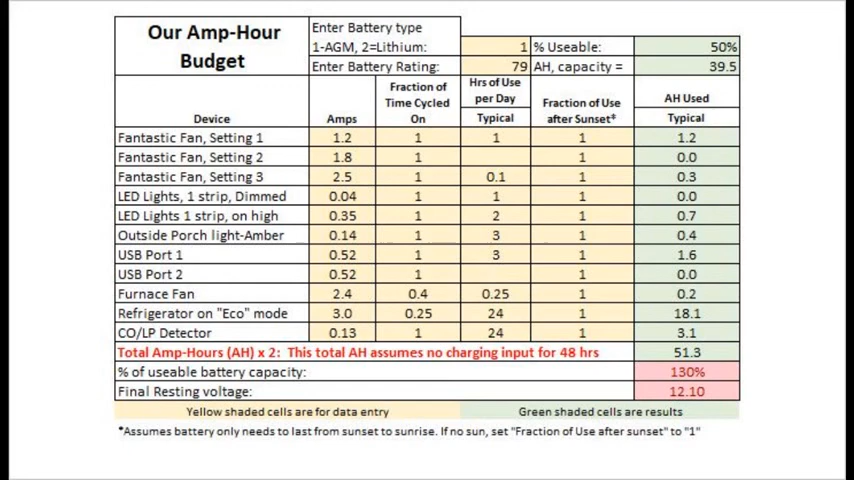 Our Amp-Hour Budget
Enter Battery type
1-AGM, 2=Lithium: 1 % Useable: 50%
Enter Battery Rating: 79 AH, capacity = 39.5
Device Amps Fraction of Time Cycled On Hrs of Use per Day Typical Fraction of Use after Sunset* AH Used Typical
Fantastic Fan, Setting 1 1.2 1 1 1 1.2
Fantastic Fan, Setting 2 1.8 1 1 0.0
Fantastic Fan, Setting 3 2.5 1 0.1 1 0.3
LED Lights, 1 strip, Dimmed 0.04 1 1 1 0.0
LED Lights 1 strip, on high 0.35 1 2 1 0.7
Outside Porch light-Amber 0.14 1 3 1 0.4
USB Port 1 0.52 1 3 1 1.6
USB Port 2 0.52 1 1 0.0
Furnace Fan 2.4 0.4 0.25 1 0.2
Refrigerator on "Eco" mode 3.0 0.25 24 1 18.1
CO/LP Detector 0.13 1 24 1 3.1
Total Amp-Hours (AH) x 2: This total AH assumes no charging input for 48 hrs 51.3
% of useable battery capacity: 130%
Final Resting voltage: 12.10
Yellow shaded cells are for data entry Green shaded cells are results
*Assumes battery only needs to last from sunset to sunrise. If no sun, set "Fraction of Use after sunset" to "1"